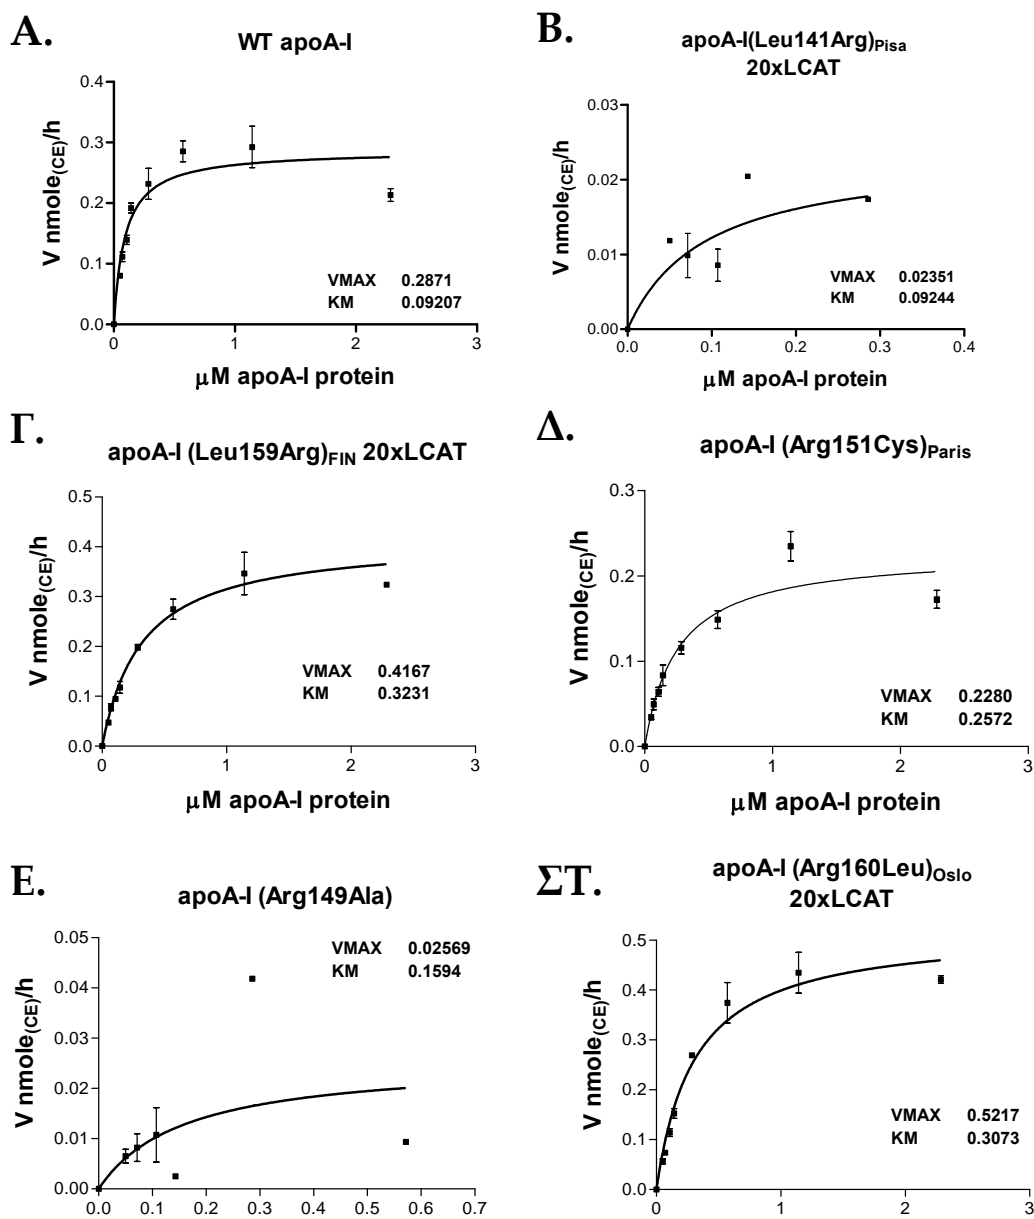 A.
WT apoA-I
V nmole(CE)/h
0.4
0.3
0.2
0.1
0.0
VMAX 0.2871
KM 0.09207
0 1 2 3
μM apoA-I protein
B.
apoA-I(Leu141Arg)Pisa
20xLCAT
V nmole(CE)/h
0.03
0.02
0.01
0.00
VMAX 0.02351
KM 0.09244
0.0 0.1 0.2 0.3 0.4
μM apoA-I protein
Γ.
apoA-I (Leu159Arg)FIN 20xLCAT
V nmole(CE)/h
0.5
0.4
0.3
0.2
0.1
0.0
VMAX 0.4167
KM 0.3231
0 1 2 3
μM apoA-I protein
Δ.
apoA-I (Arg151Cys)Paris
V nmole(CE)/h
0.3
0.2
0.1
0.0
VMAX 0.2280
KM 0.2572
0 1 2 3
μM apoA-I protein
E.
apoA-I (Arg149Ala)
V nmole(CE)/h
0.05
0.04
0.03
0.02
0.01
0.00
VMAX 0.02569
KM 0.1594
0.0 0.1 0.2 0.3 0.4 0.5 0.6 0.7
ΣΤ.
apoA-I (Arg160Leu)Oslo
20xLCAT
V nmole(CE)/h
0.5
0.4
0.3
0.2
0.1
0.0
VMAX 0.5217
KM 0.3073
0 1 2 3